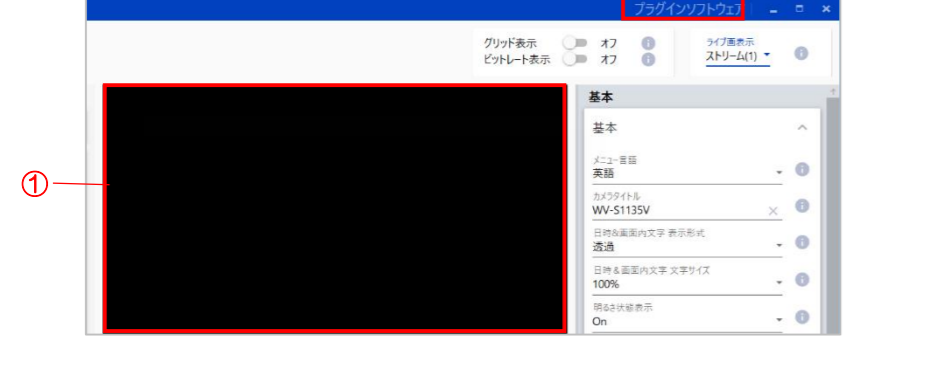 プラグインソフトウェア
グリッド表示 オフ
ビットレート表示 オフ
ライブ画表示
ストリーム(1)
基本
基本
①
メニュー言語
英語
カメラタイトル
WV-S1135V
日時&画面内文字 表示形式
透過
日時&画面内文字 文字サイズ
100%
明るさ状態表示
On